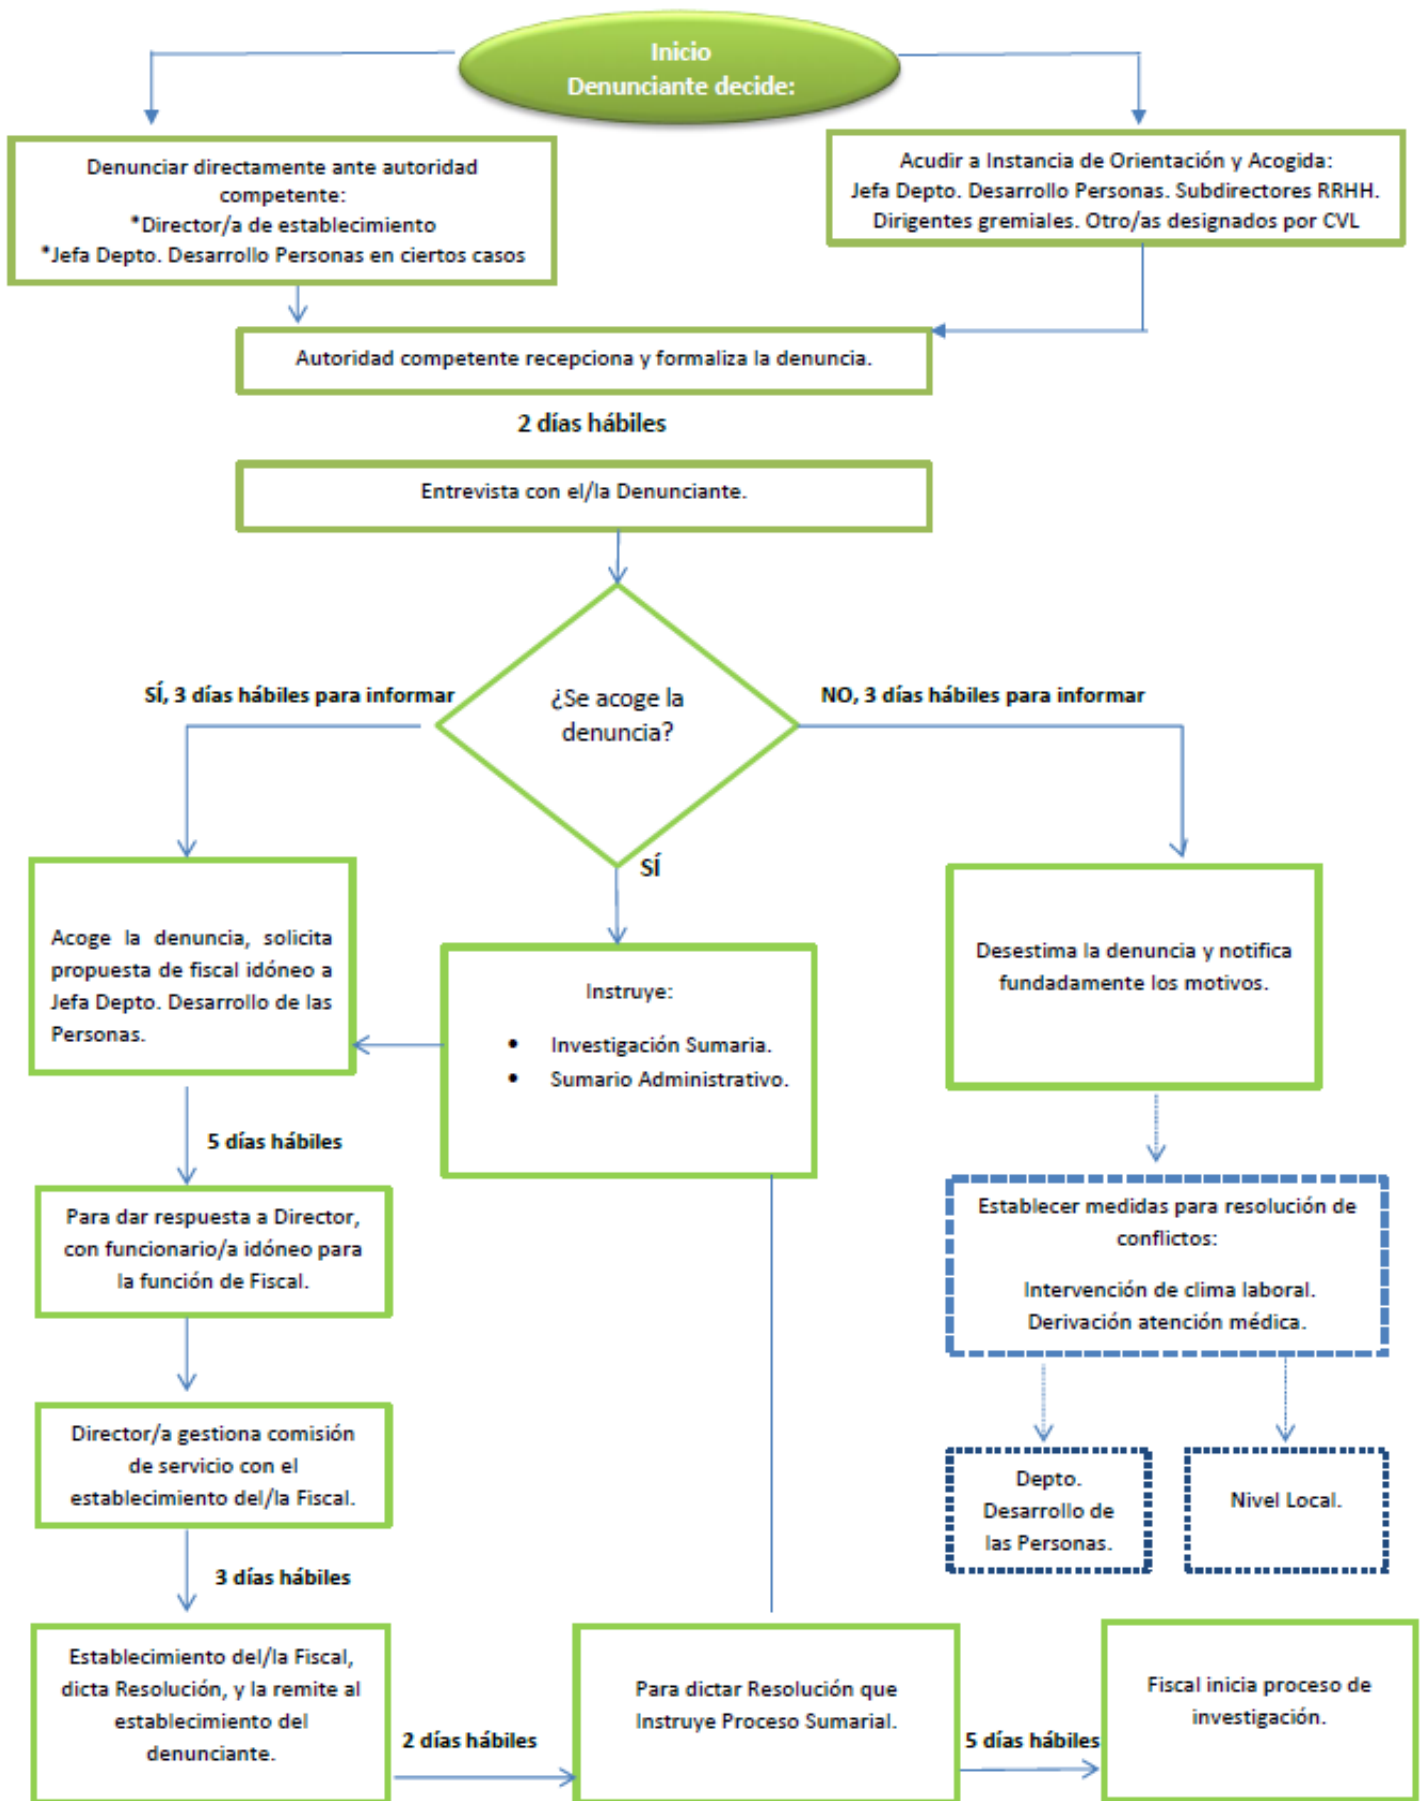 Inicio
Denunciante decide:
Denunciar directamente ante autoridad
competente:
*Director/a de establecimiento
*Jefa Depto. Desarrollo Personas en ciertos casos
Acudir a Instancia de Orientación y Acogida:
Jefa Depto. Desarrollo Personas. Subdirectores RRHH.
Dirigentes gremiales. Otro/as designados por CVL
Autoridad competente recepciona y formaliza la denuncia.
2 días hábiles
Entrevista con el/la Denunciante.
¿Se acoge la
denuncia?
SÍ, 3 días hábiles para informar
NO, 3 días hábiles para informar
SÍ
Acoge la denuncia, solicita
propuesta de fiscal idóneo a
Jefa Depto. Desarrollo de las
Personas.
Instruye:
• Investigación Sumaria.
• Sumario Administrativo.
Desestima la denuncia y notifica
fundadamente los motivos.
5 días hábiles
Para dar respuesta a Director,
con funcionario/a idóneo para
la función de Fiscal.
Establecer medidas para resolución de
conflictos:
Intervención de clima laboral.
Derivación atención médica.
Director/a gestiona comisión
de servicio con el
establecimiento del/la Fiscal.
Depto.
Desarrollo de
las Personas.
Nivel Local.
3 días hábiles
Establecimiento del/la Fiscal,
dicta Resolución, y la remite al
establecimiento del
denunciante.
2 días hábiles
Para dictar Resolución que
Instruye Proceso Sumarial.
5 días hábiles
Fiscal inicia proceso de
investigación.